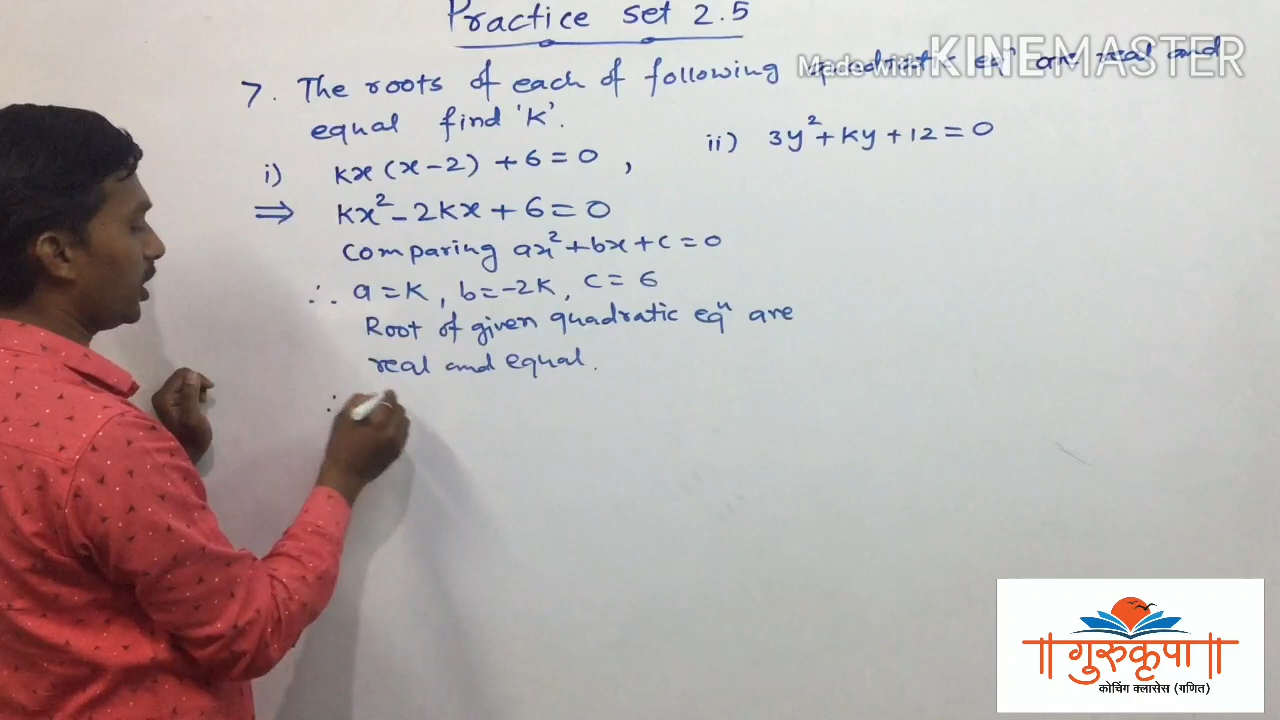 Practice set 2.5
Made with KINEMASTER
7. The roots of each of following quadratic eqn are real and
equal find 'K'.
i) kx(x-2) +6=0 , ii) 3y²+ky+12=0
⇒ kx²-2kx+6=0
Comparing ax²+bx+c=0
∴ a=k, b=-2k, c=6
Root of given quadratic eqn are
real and equal.
॥ गुरुकृपा ॥
कोचिंग क्लासेस (गणित)